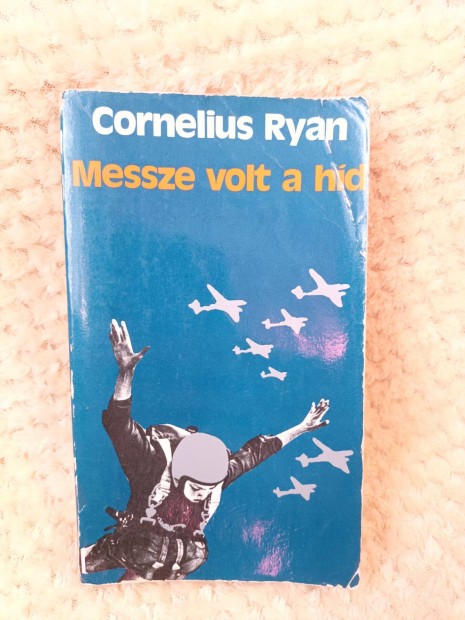 Cornelius Ryan
Messze volt a híd